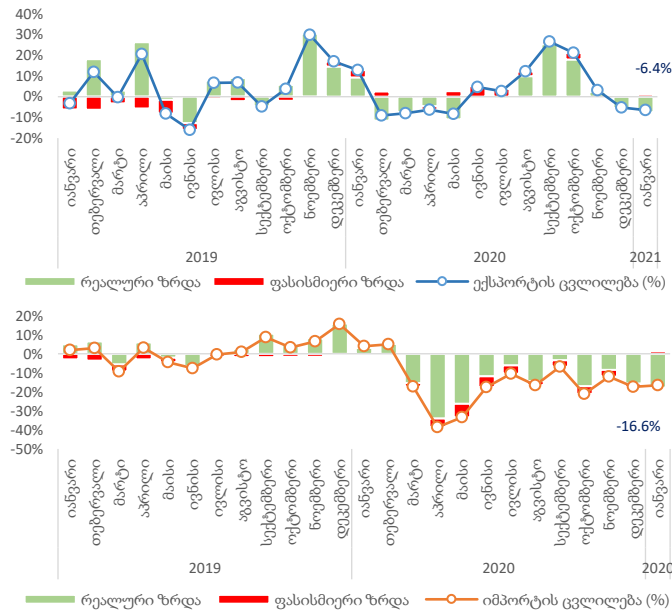 40%
30%
20%
10%
0%
-10%
-20%
-6.4%
იანვარი თებერვალი მარტი აპრილი მაისი ივნისი ივლისი აგვისტო სექტემბერი ოქტომბერი ნოემბერი დეკემბერი იანვარი თებერვალი მარტი აპრილი მაისი ივნისი ივლისი აგვისტო სექტემბერი ოქტომბერი ნოემბერი დეკემბერი იანვარი
2019 2020 2021
რეალური ზრდა ფასისმიერი ზრდა ექსპორტის ცვლილება (%)
20%
10%
0%
-10%
-20%
-30%
-40%
-50%
-16.6%
იანვარი თებერვალი მარტი აპრილი მაისი ივნისი ივლისი აგვისტო სექტემბერი ოქტომბერი ნოემბერი დეკემბერი იანვარი თებერვალი მარტი აპრილი მაისი ივნისი ივლისი აგვისტო სექტემბერი ოქტომბერი ნოემბერი დეკემბერი იანვარი
2019 2020 2020
რეალური ზრდა ფასისმიერი ზრდა იმპორტის ცვლილება (%)